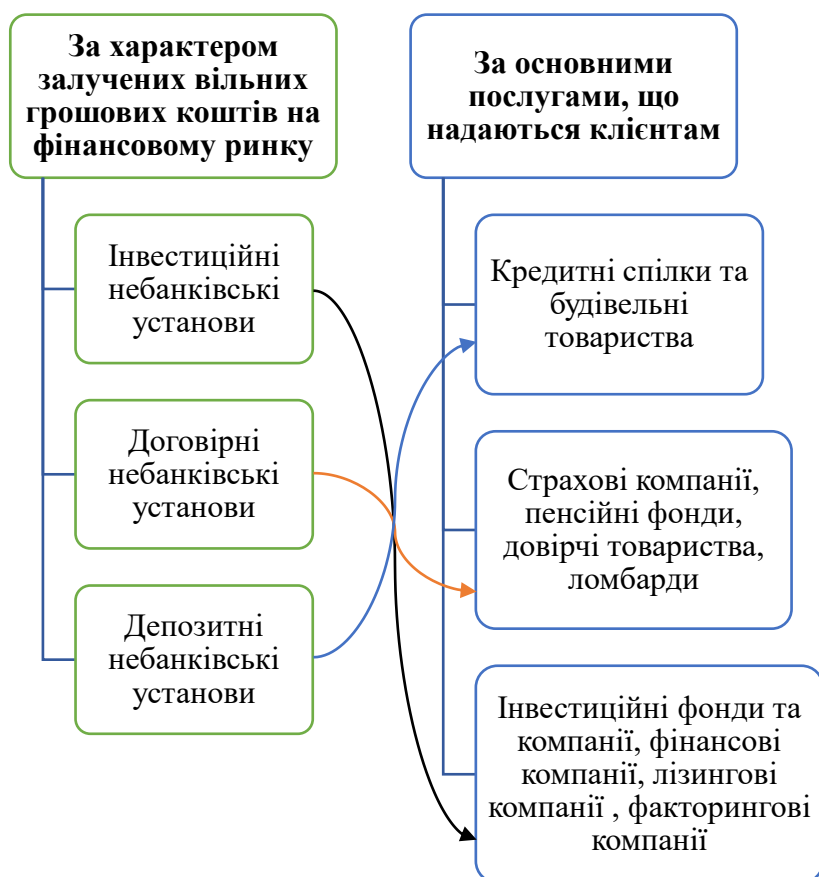 За характером
залучених вільних
грошових коштів на
фінансовому ринку
Інвестиційні
небанківські
установи
Договірні
небанківські
установи
Депозитні
небанківські
установи
За основними
послугами, що
надаються клієнтам
Кредитні спілки та
будівельні
товариства
Страхові компанії,
пенсійні фонди,
довірчі товариства,
ломбарди
Інвестиційні фонди та
компанії, фінансові
компанії, лізингові
компанії , факторингові
компанії